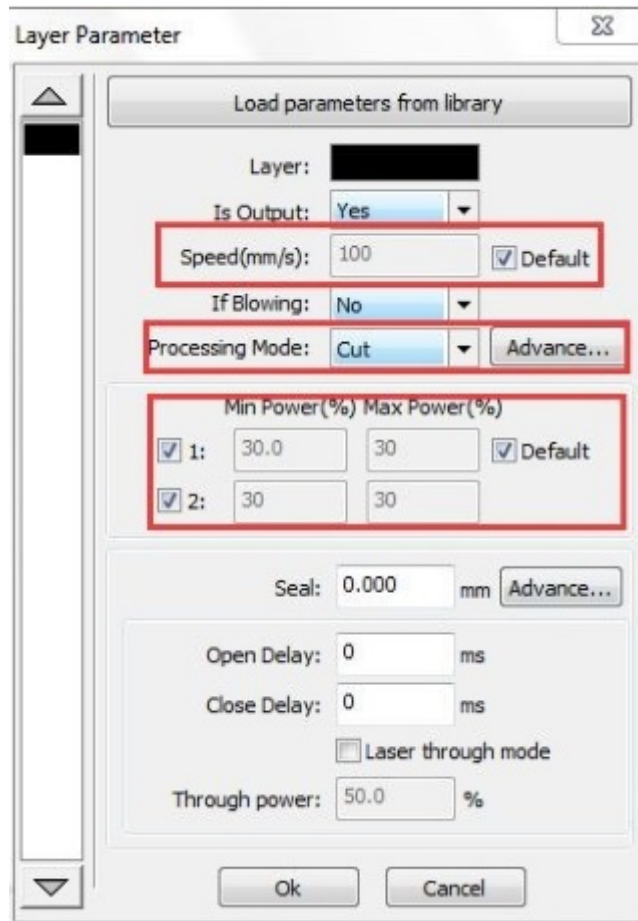 Layer Parameter
Load parameters from library
Layer:
Is Output: Yes
Speed(mm/s): 100 Default
If Blowing: No
Processing Mode: Cut Advance...
Min Power(%) Max Power(%)
1: 30.0 30 Default
2: 30 30
Seal: 0.000 mm Advance...
Open Delay: 0 ms
Close Delay: 0 ms
Laser through mode
Through power: 50.0 %
Ok Cancel